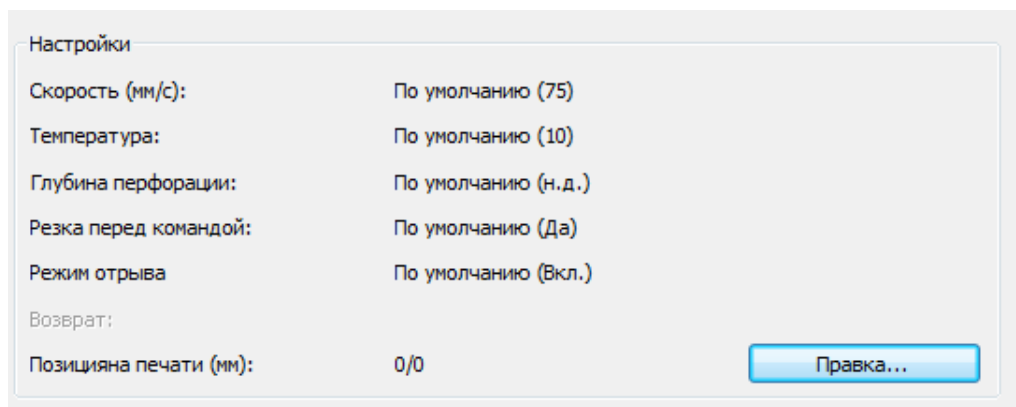 Настройки
Скорость (мм/с): По умолчанию (75)
Температура: По умолчанию (10)
Глубина перфорации: По умолчанию (н.д.)
Резка перед командой: По умолчанию (Да)
Режим отрыва По умолчанию (Вкл.)
Возврат:
Позицияна печати (мм): 0/0 Правка...